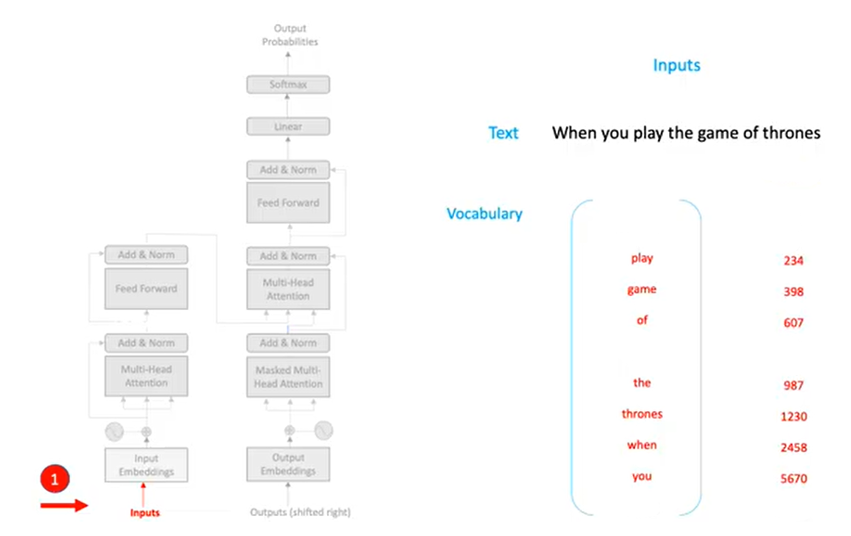 Output
Probabilities
Softmax
Linear
Add & Norm
Feed Forward
Add & Norm
Multi-Head
Attention
Add & Norm
Masked Multi-
Head Attention
Output
Embeddings
Outputs (shifted right)
Add & Norm
Feed Forward
Add & Norm
Multi-Head
Attention
Input
Embeddings
1
Inputs
Inputs
Text When you play the game of thrones
Vocabulary
play 234
game 398
of 607
the 987
thrones 1230
when 2458
you 5670